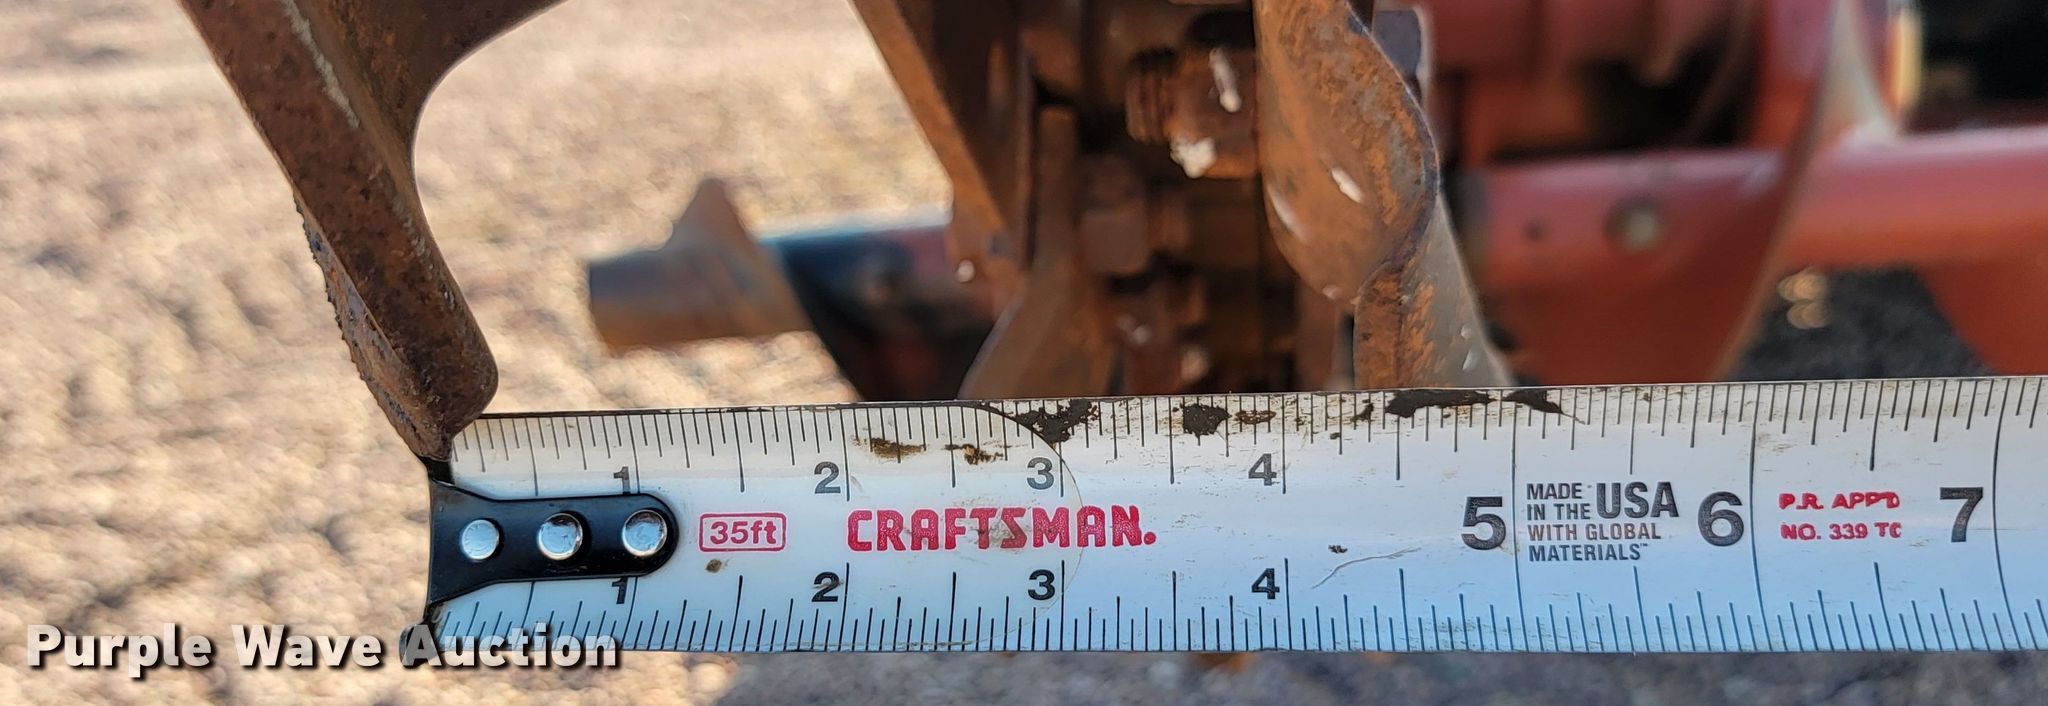 1 2 3 4
35ft CRAFTSMAN. 5 MADE IN THE USA WITH GLOBAL MATERIALS™ 6 P.R. APP'D NO. 339 TC 7
1 2 3 4
Purple Wave Auction